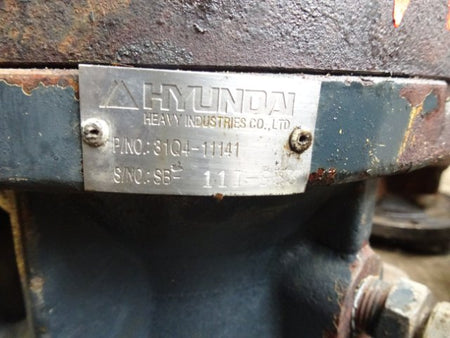 HYUNDAI
HEAVY INDUSTRIES CO., LTD
P/NO.: 31Q4-11141
S/NO.: SB